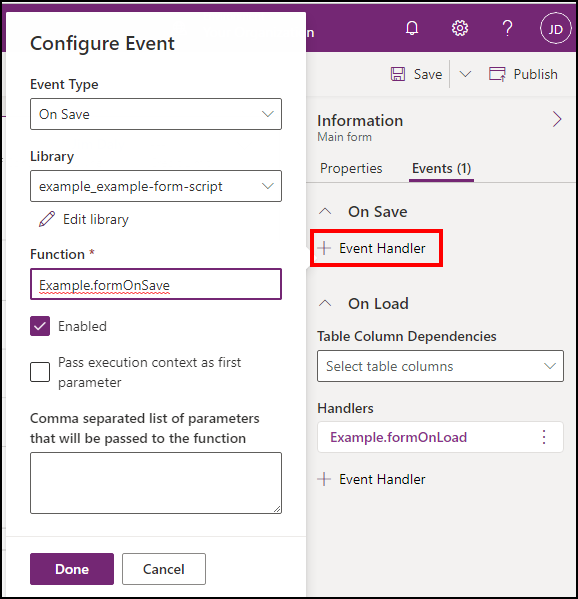 n
JD
Configure Event
Event Type
On Save
Library
example_example-form-script
Edit library
Function *
Example.formOnSave
Enabled
Pass execution context as first
parameter
Comma separated list of parameters
that will be passed to the function
Done
Cancel
Save
Publish
Information
Main form
Properties
Events (1)
On Save
Event Handler
On Load
Table Column Dependencies
Select table columns
Handlers
Example.formOnLoad
Event Handler